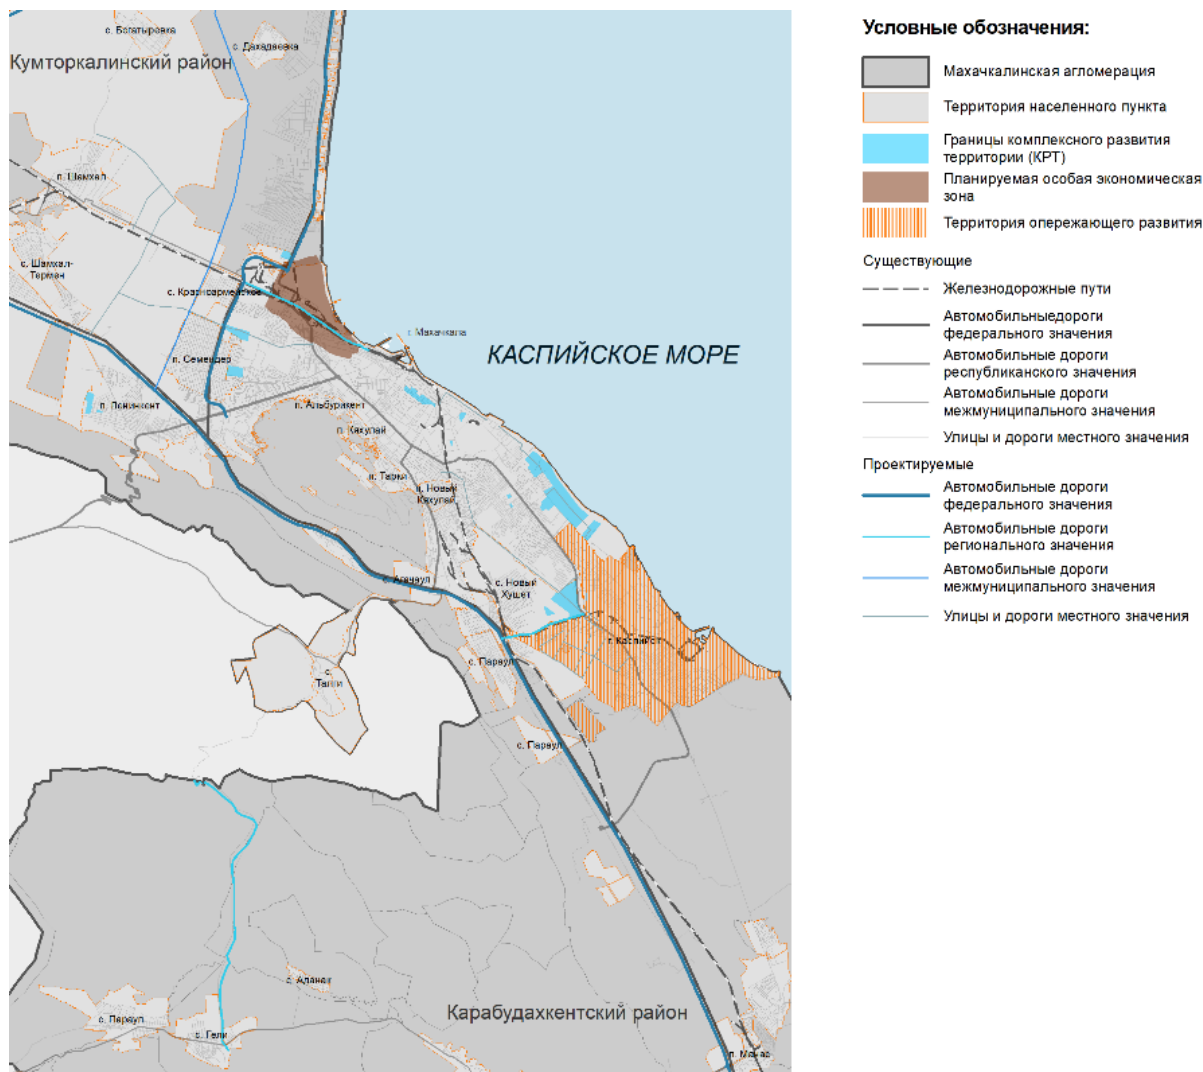 с. Богатыровка
с. Дахадаевка
Кумторкалинский район
п. Шамхал
с. Шамхал-
Термен
с. Красноармейское
г. Махачкала
КАСПИЙСКОЕ МОРЕ
п. Семендер
п. Ленинкент
п. Альбурикент
п. Кяхулай
п. Тарки
п. Новый
Кяхулай
с. Агачаул
с. Новый
Хушет
г. Каспийск
с. Параул
с.
Талги
с. Параул
с. Аданак
с. Параул
с. Гели
Карабудахкентский район
п. Манас
Условные обозначения:
Махачкалинская агломерация
Территория населенного пункта
Границы комплексного развития
территории (КРТ)
Планируемая особая экономическая
зона
Территория опережающего развития
Существующие
Железнодорожные пути
Автомобильныедороги
федерального значения
Автомобильные дороги
республиканского значения
Автомобильные дороги
межмуниципального значения
Улицы и дороги местного значения
Проектируемые
Автомобильные дороги
федерального значения
Автомобильные дороги
регионального значения
Автомобильные дороги
межмуниципального значения
Улицы и дороги местного значения